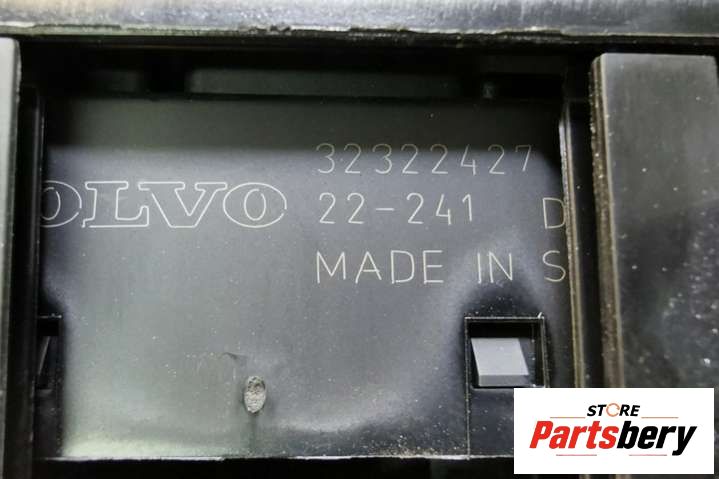 32322427
OLVO 22-241 D
MADE IN S
STORE
Partsbery